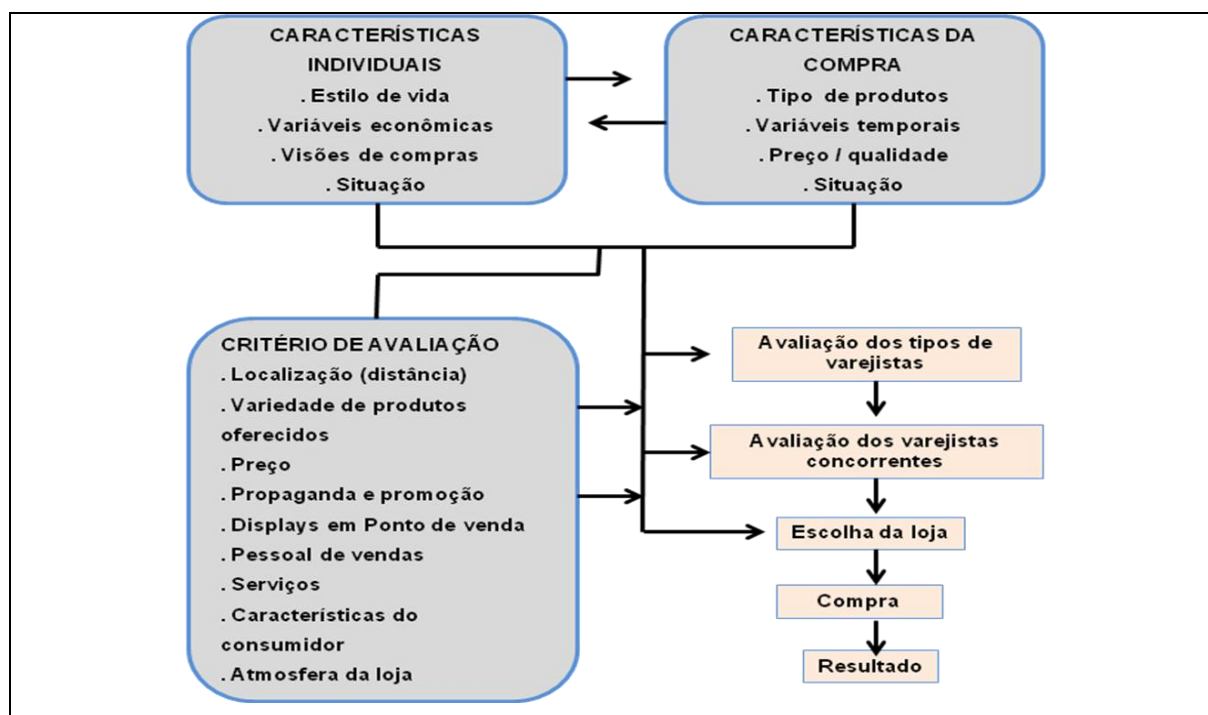 CARACTERÍSTICAS
INDIVIDUAIS
. Estilo de vida
. Variáveis econômicas
. Visões de compras
. Situação
CARACTERÍSTICAS DA
COMPRA
. Tipo de produtos
. Variáveis temporais
. Preço / qualidade
. Situação
CRITÉRIO DE AVALIAÇÃO
. Localização (distância)
. Variedade de produtos
oferecidos
. Preço
. Propaganda e promoção
. Displays em Ponto de venda
. Pessoal de vendas
. Serviços
. Características do
consumidor
. Atmosfera da loja
Avaliação dos tipos de
varejistas
Avaliação dos varejistas
concorrentes
Escolha da loja
Compra
Resultado